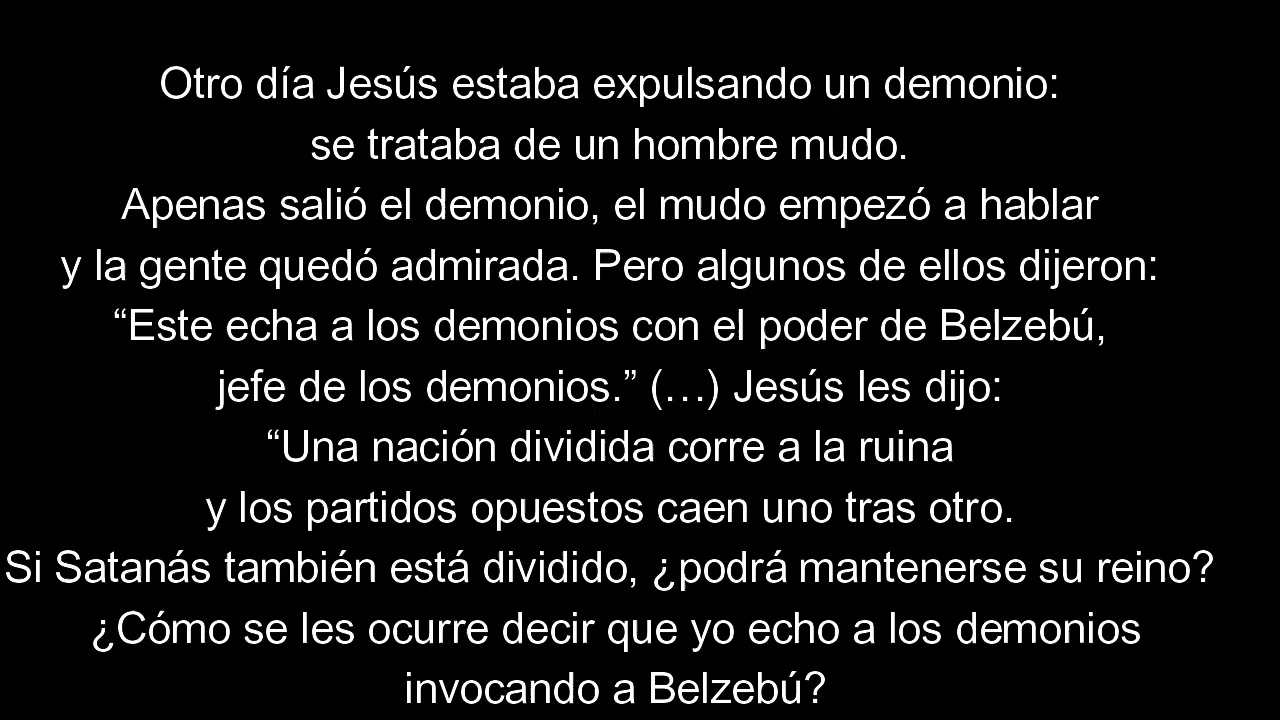 Otro día Jesús estaba expulsando un demonio:
se trataba de un hombre mudo.
Apenas salió el demonio, el mudo empezó a hablar
y la gente quedó admirada. Pero algunos de ellos dijeron:
“Este echa a los demonios con el poder de Belzebú,
jefe de los demonios.” (…) Jesús les dijo:
“Una nación dividida corre a la ruina
y los partidos opuestos caen uno tras otro.
Si Satanás también está dividido, ¿podrá mantenerse su reino?
¿Cómo se les ocurre decir que yo echo a los demonios
invocando a Belzebú?